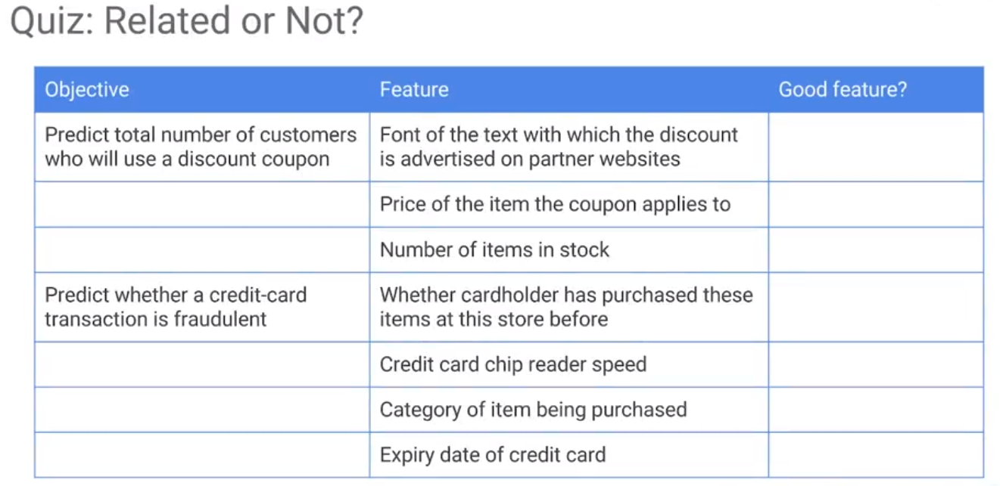 Quiz: Related or Not?
Objective
Feature
Good feature?
Predict total number of customers
who will use a discount coupon
Font of the text with which the discount
is advertised on partner websites
Price of the item the coupon applies to
Number of items in stock
Predict whether a credit-card
transaction is fraudulent
Whether cardholder has purchased these
items at this store before
Credit card chip reader speed
Category of item being purchased
Expiry date of credit card